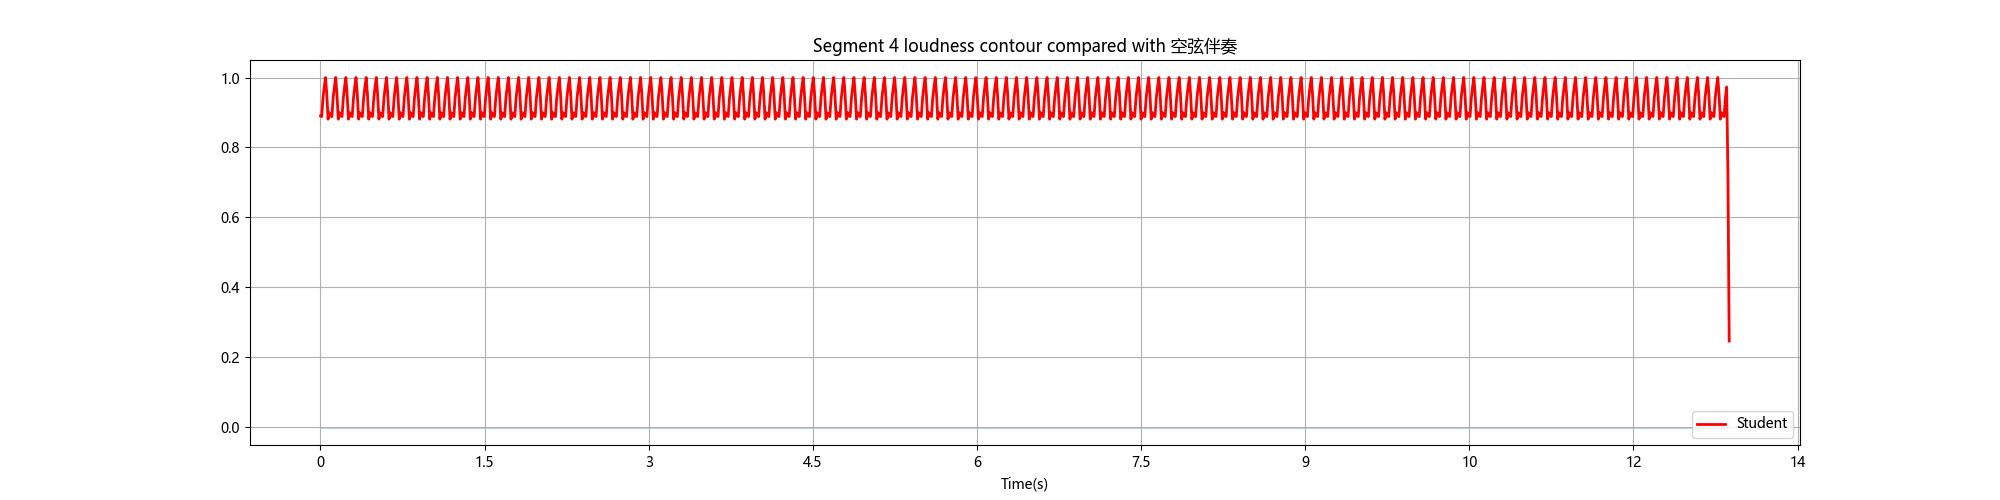 Segment 4 loudness contour compared with 空弦伴奏
1.0
0.8
0.6
0.4
0.2
0.0
Student
0 1.5 3 4.5 6 7.5 9 10 12 14
Time(s)